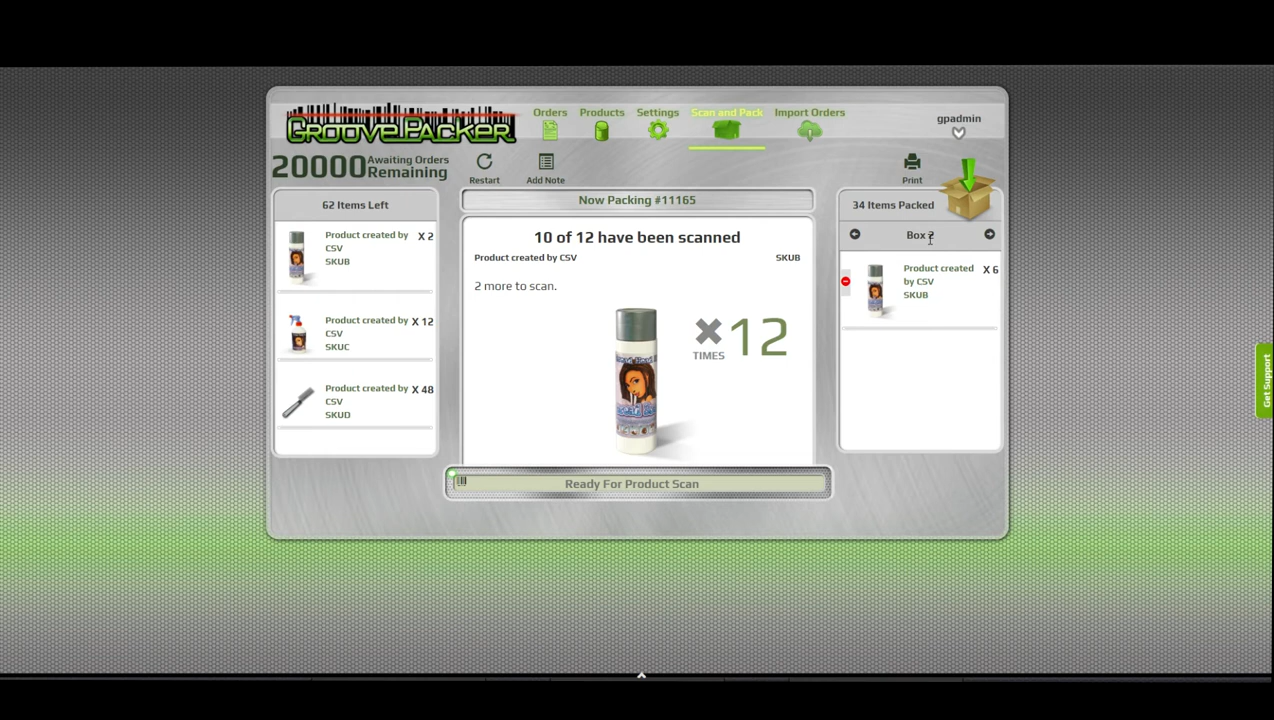 GROOVEPACKER
Orders
Products
Settings
Scan and Pack
Import Orders
gpadmin
20000 Awaiting Orders
Remaining
Restart
Add Note
Print
62 Items Left
Product created by X 2
CSV
SKUB
Product created by X 12
CSV
SKUC
Product created by X 48
CSV
SKUD
Now Packing #11165
10 of 12 have been scanned
Product created by CSV
SKUB
2 more to scan.
TIMES 12
Ready For Product Scan
34 Items Packed
Box 2
Product created X 6
by CSV
SKUB
Get Support